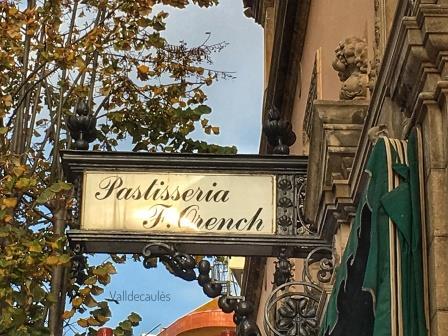 Pastisseria
F. Orench
Valldecaulès